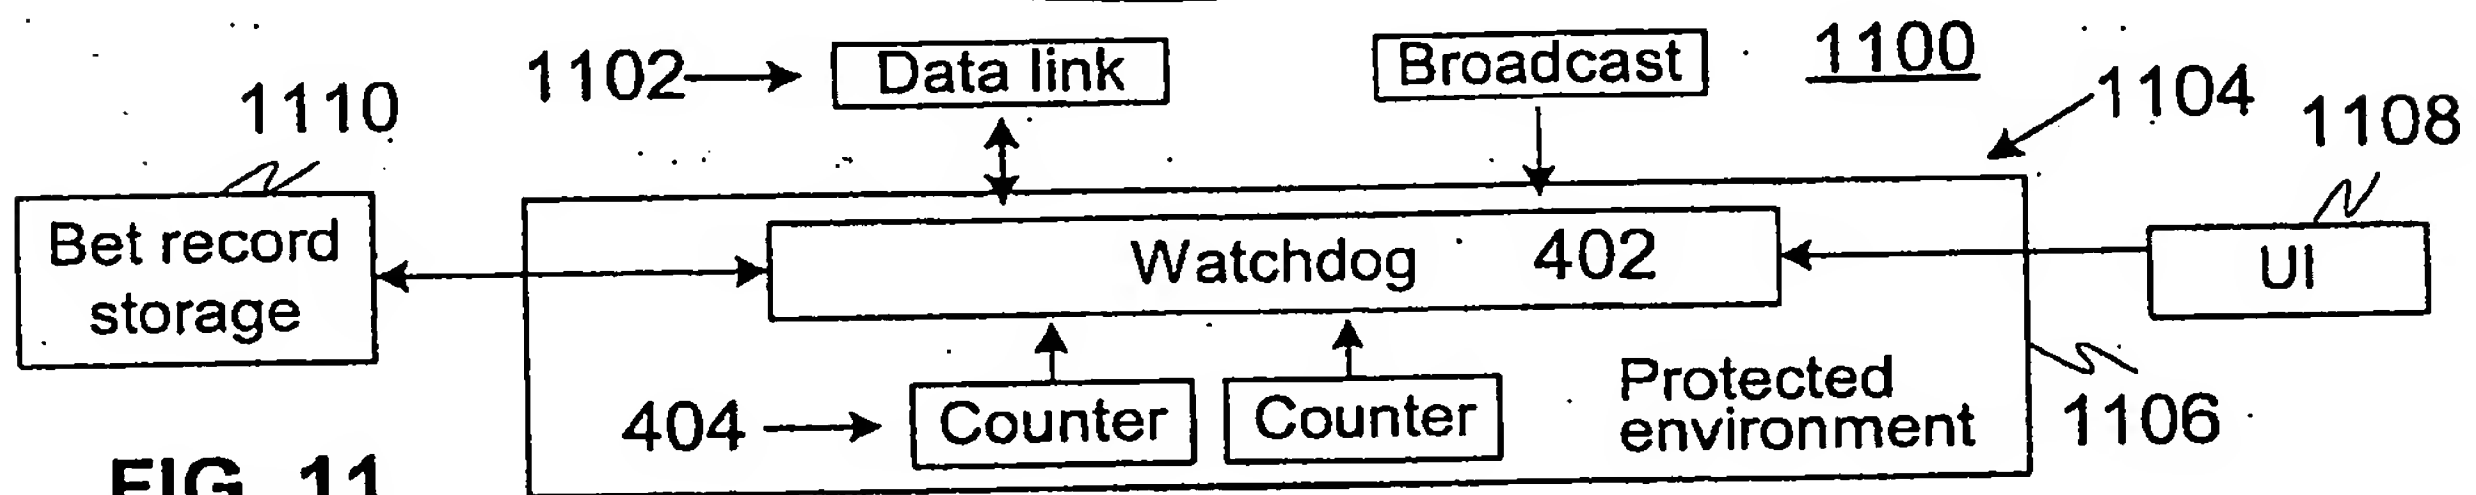 1102 Data link Broadcast 1100
1110 1104 1108
Bet record
storage
Watchdog 402
UI
404 Counter Counter
Protected
environment
1106
FIG. 11